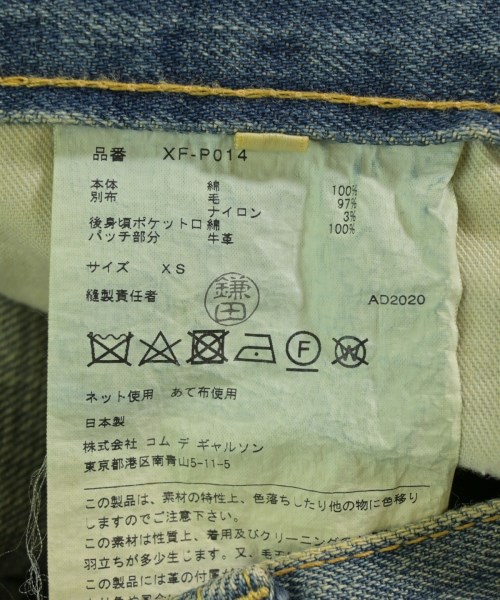 品番 XF-P014
本体 綿 100%
別布 毛 97%
ナイロン 3%
後身頃ポケット口 綿 100%
パッチ部分 牛革
サイズ XS
縫製責任者 鎌田 AD2020
F W
ネット使用 あて布使用
日本製
株式会社 コム デ ギャルソン
東京都港区南青山5-11-5
この製品は、素材の特性上、色落ちしたり他の物に色移り
しますのでご注意下さい。
この素材は性質上、着用及びクリーニング
羽立ちが多少生じます。又、毛
この製品には革の付属が